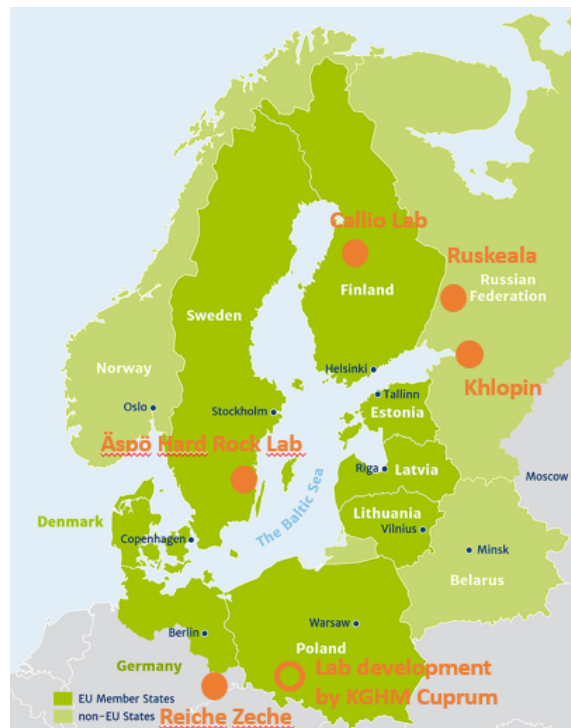 Callio Lab
Ruskeala
Russian
Federation
Finland
Sweden
Norway
Helsinki
Khlopin
Tallinn
Oslo
Stockholm
Estonia
Äspö Hard Rock Lab
Riga
Latvia
Moscow
The Baltic Sea
Lithuania
Denmark
Vilnius
Copenhagen
Minsk
Belarus
Warsaw
Berlin
Poland
Germany
Lab development
by KGHM Cuprum
EU Member States
non-EU States
Reiche Zeche